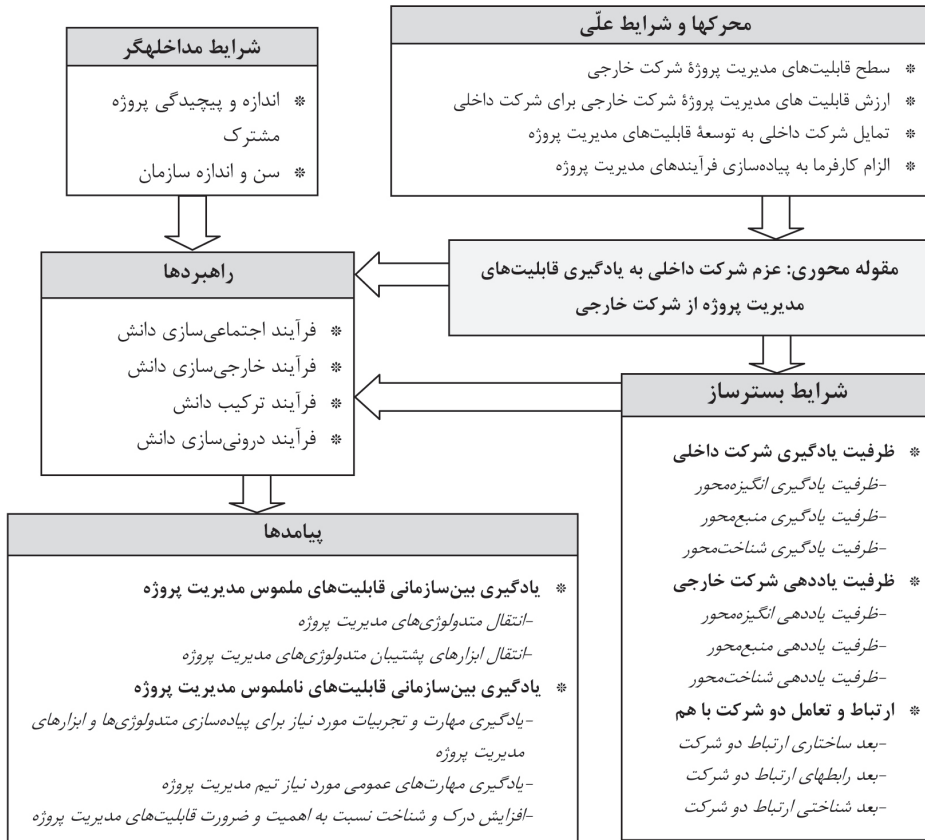 محرکها و شرایط علّی
* سطح قابلیت‌های مدیریت پروژۀ شرکت خارجی
* ارزش قابلیت های مدیریت پروژۀ شرکت خارجی برای شرکت داخلی
* تمایل شرکت داخلی به توسعۀ قابلیت‌های مدیریت پروژه
* الزام کارفرما به پیاده‌سازی فرآیندهای مدیریت پروژه
شرایط مداخلهگر
* اندازه و پیچیدگی پروژه
مشترک
* سن و اندازه سازمان
مقوله محوری: عزم شرکت داخلی به یادگیری قابلیت‌های
مدیریت پروژه از شرکت خارجی
راهبردها
* فرآیند اجتماعی‌سازی دانش
* فرآیند خارجی‌سازی دانش
* فرآیند ترکیب دانش
* فرآیند درونی‌سازی دانش
شرایط بسترساز
* ظرفیت یادگیری شرکت داخلی
-ظرفیت یادگیری انگیزه‌محور
-ظرفیت یادگیری منبع‌محور
-ظرفیت یادگیری شناخت‌محور
* ظرفیت یاددهی شرکت خارجی
-ظرفیت یاددهی انگیزه‌محور
-ظرفیت یاددهی منبع‌محور
-ظرفیت یاددهی شناخت‌محور
* ارتباط و تعامل دو شرکت با هم
-بعد ساختاری ارتباط دو شرکت
-بعد رابطهای ارتباط دو شرکت
-بعد شناختی ارتباط دو شرکت
پیامدها
* یادگیری بین‌سازمانی قابلیت‌های ملموس مدیریت پروژه
-انتقال متدولوژی‌های مدیریت پروژه
-انتقال ابزارهای پشتیبان متدولوژی‌های مدیریت پروژه
* یادگیری بین‌سازمانی قابلیت‌های ناملموس مدیریت پروژه
-یادگیری مهارت و تجربیات مورد نیاز برای پیاده‌سازی متدولوژی‌ها و ابزارهای
مدیریت پروژه
-یادگیری مهارت‌های عمومی مورد نیاز تیم مدیریت پروژه
-افزایش درک و شناخت نسبت به اهمیت و ضرورت قابلیت‌های مدیریت پروژه